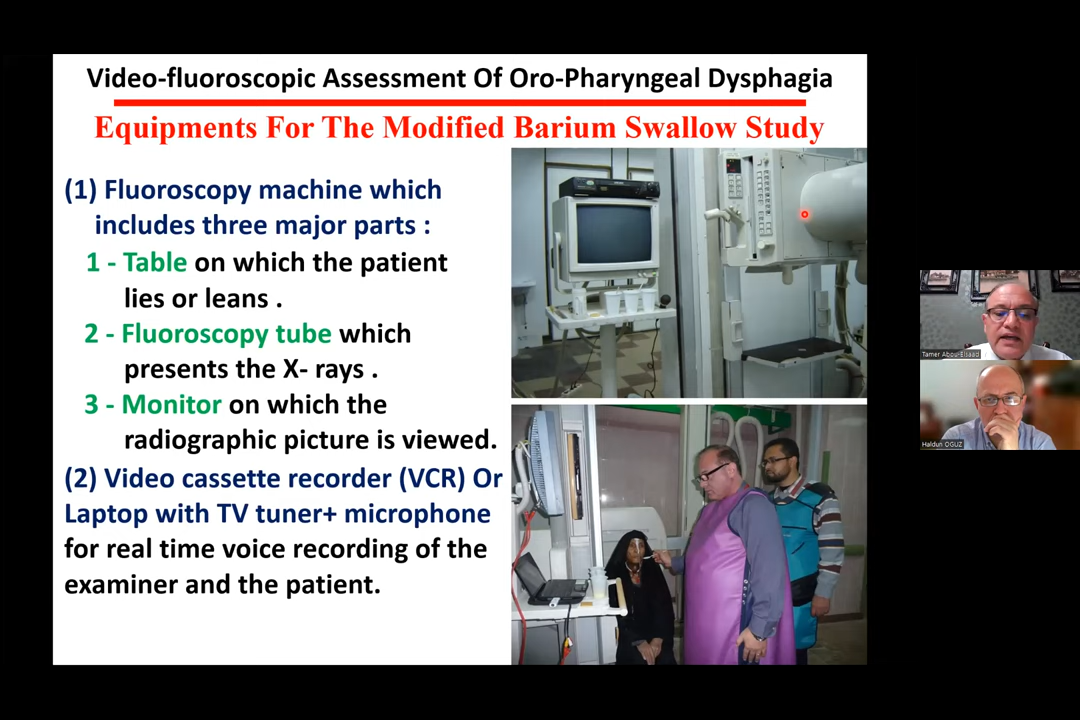 Video-fluoroscopic Assessment Of Oro-Pharyngeal Dysphagia
Equipments For The Modified Barium Swallow Study
(1) Fluoroscopy machine which
includes three major parts :
1 - Table on which the patient
lies or leans .
2 - Fluoroscopy tube which
presents the X- rays .
3 - Monitor on which the
radiographic picture is viewed.
(2) Video cassette recorder (VCR) Or
Laptop with TV tuner+ microphone
for real time voice recording of the
examiner and the patient.
Tamer Abou-Elsaad
Haldun OGUZ